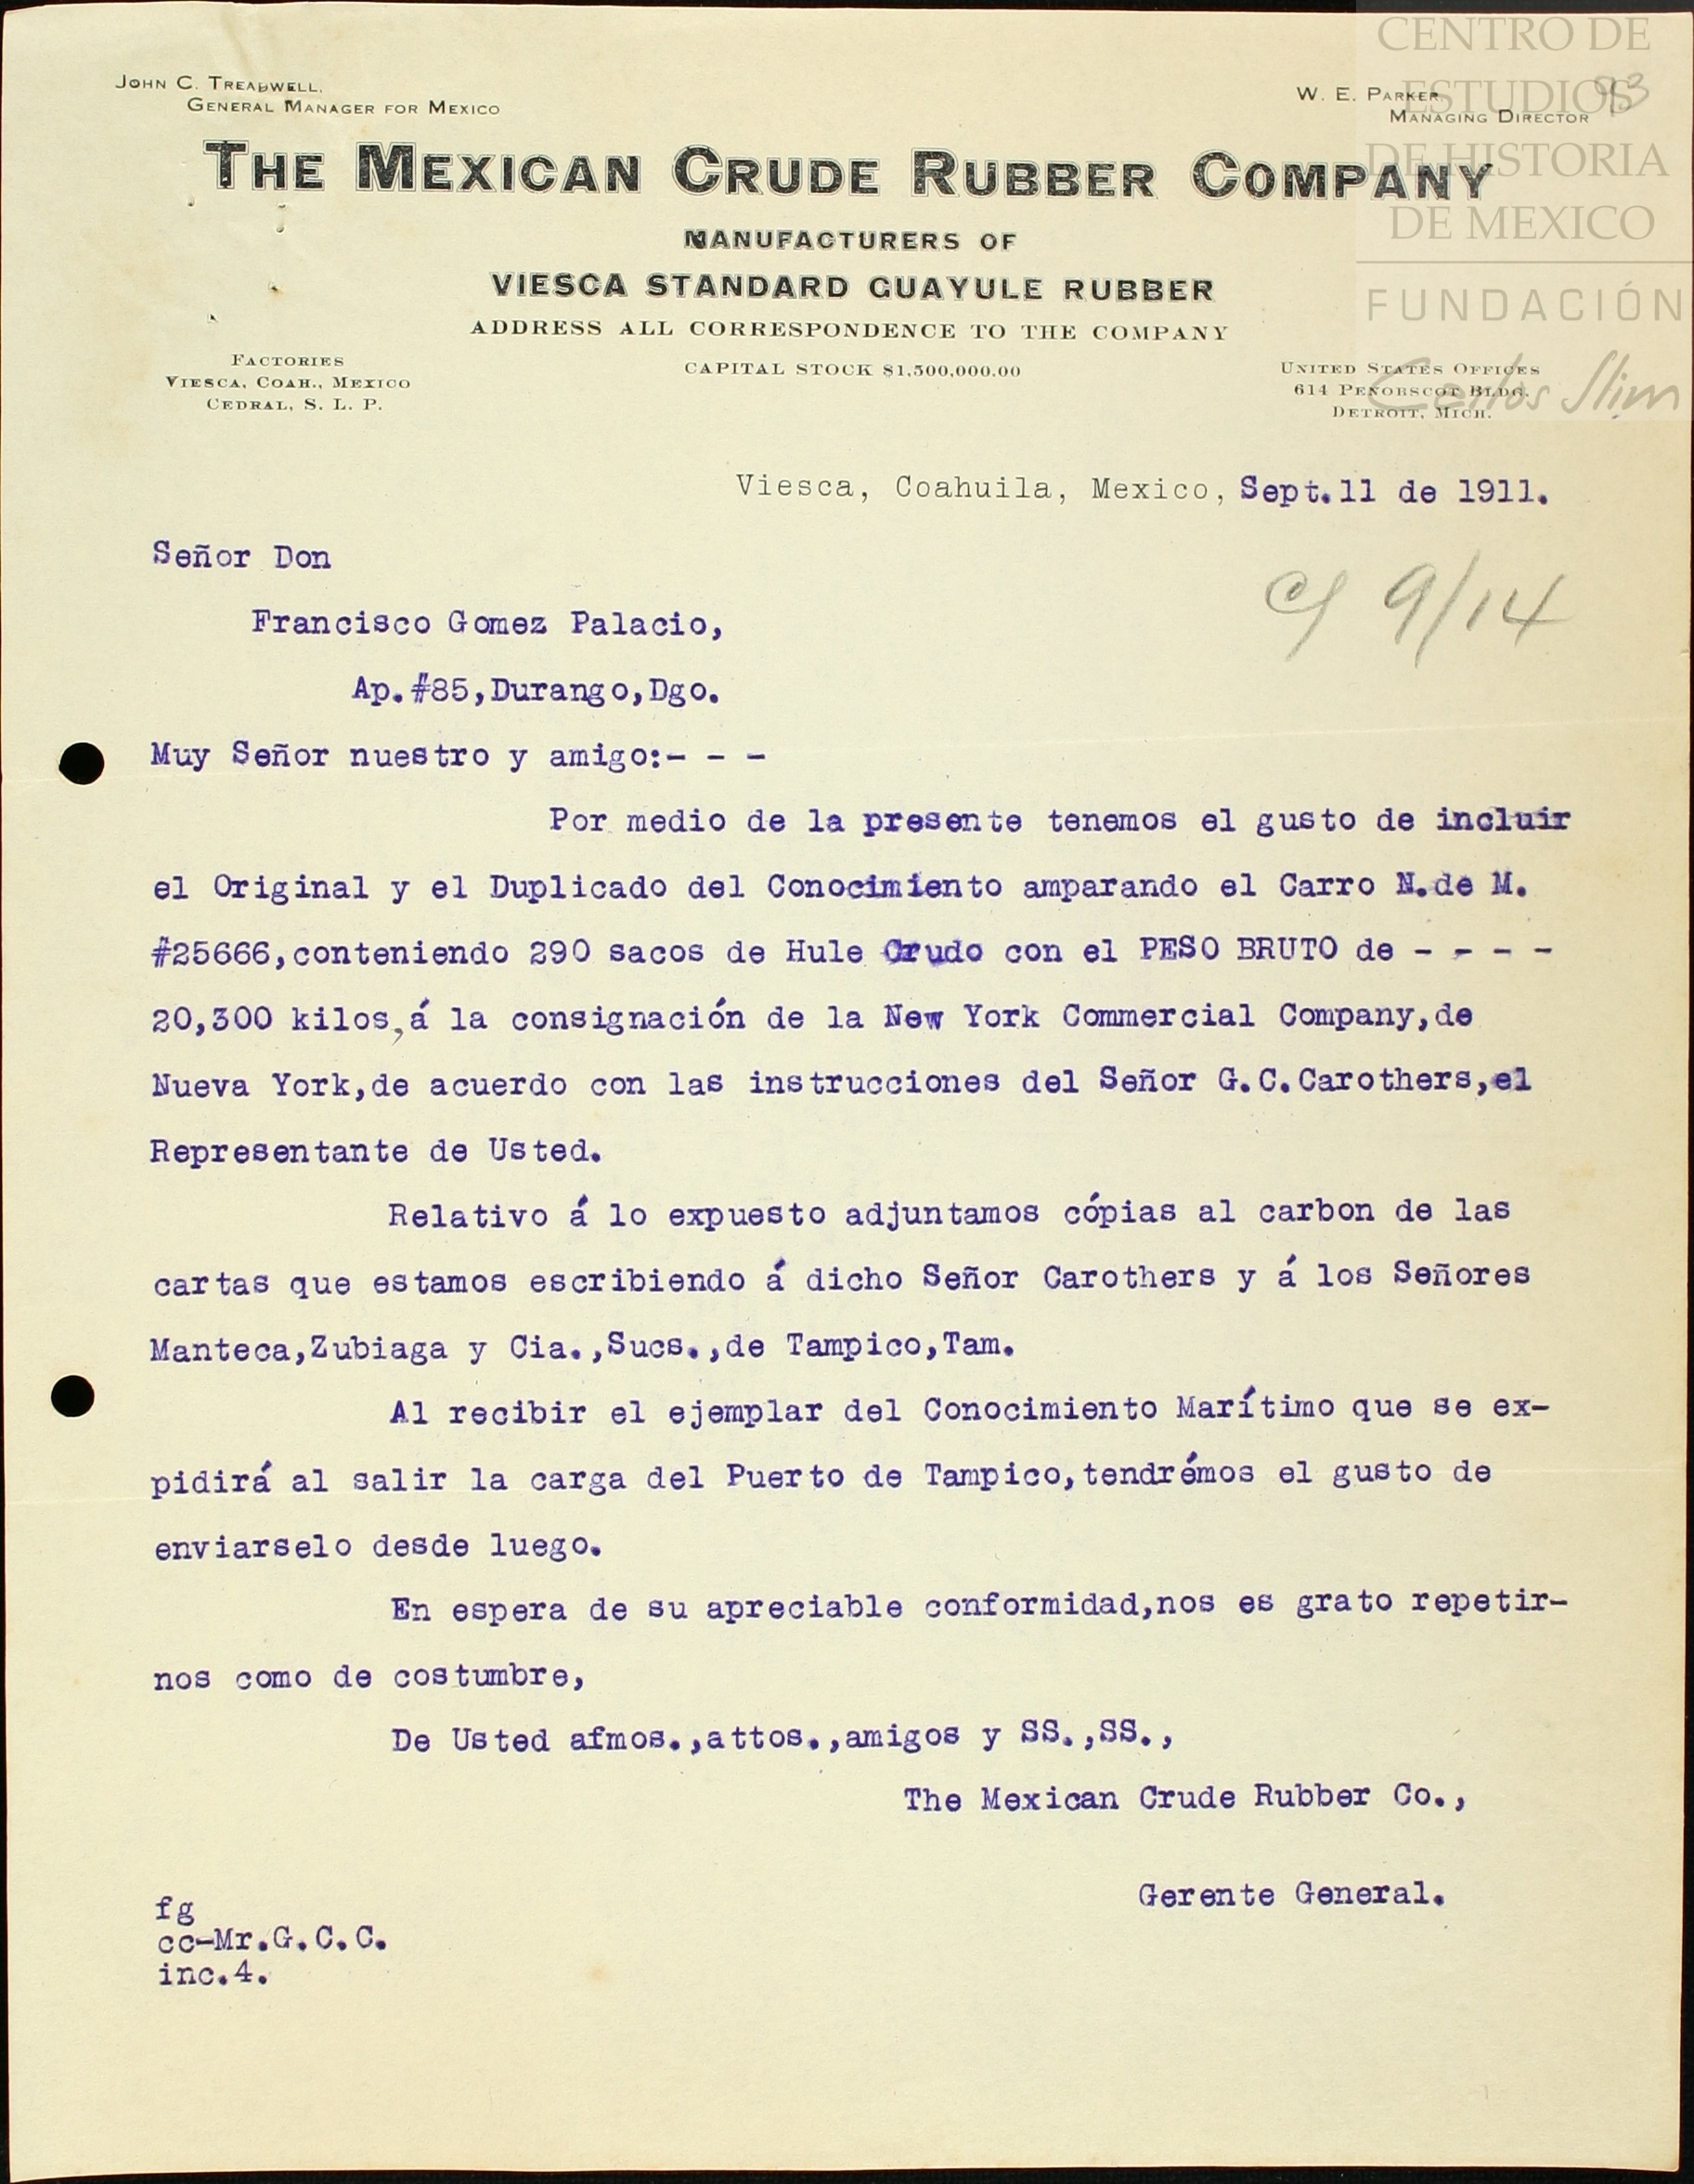 JOHN C. TREADWELL,
GENERAL MANAGER FOR MEXICO
W. E. PARKER
MANAGING DIRECTOR
93
THE MEXICAN CRUDE RUBBER COMPANY
MANUFACTURERS OF
VIESCA STANDARD GUAYULE RUBBER
ADDRESS ALL CORRESPONDENCE TO THE COMPANY
FACTORIES
VIESCA, COAH., MEXICO
CEDRAL, S. L. P.
CAPITAL STOCK $1,500,000.00
UNITED STATES OFFICES
614 PENOBSCOT BLDG.
DETROIT, MICH.
CENTRO DE
ESTUDIOS
DE HISTORIA
DE MEXICO
FUNDACIÓN
Carlos Slim
Viesca, Coahuila, Mexico, Sept.11 de 1911.
Señor Don
9/14
Francisco Gomez Palacio,
Ap.#85,Durango,Dgo.
Muy Señor nuestro y amigo:- - -
Por medio de la presente tenemos el gusto de incluir
el Original y el Duplicado del Conocimiento amparando el Carro N.de M.
#25666,conteniendo 290 sacos de Hule Crudo con el PESO BRUTO de - - - -
20,300 kilos,á la consignación de la New York Commercial Company,de
Nueva York,de acuerdo con las instrucciones del Señor G.C.Carothers,el
Representante de Usted.
Relativo á lo expuesto adjuntamos cópias al carbon de las
cartas que estamos escribiendo á dicho Señor Carothers y á los Señores
Manteca,Zubiaga y Cia.,Sucs.,de Tampico,Tam.
Al recibir el ejemplar del Conocimiento Marítimo que se ex-
pidirá al salir la carga del Puerto de Tampico,tendrémos el gusto de
enviarselo desde luego.
En espera de su apreciable conformidad,nos es grato repetir-
nos como de costumbre,
De Usted afmos.,attos.,amigos y SS.,SS.,
The Mexican Crude Rubber Co.,
Gerente General.
fg
cc-Mr.G.C.C.
inc.4.